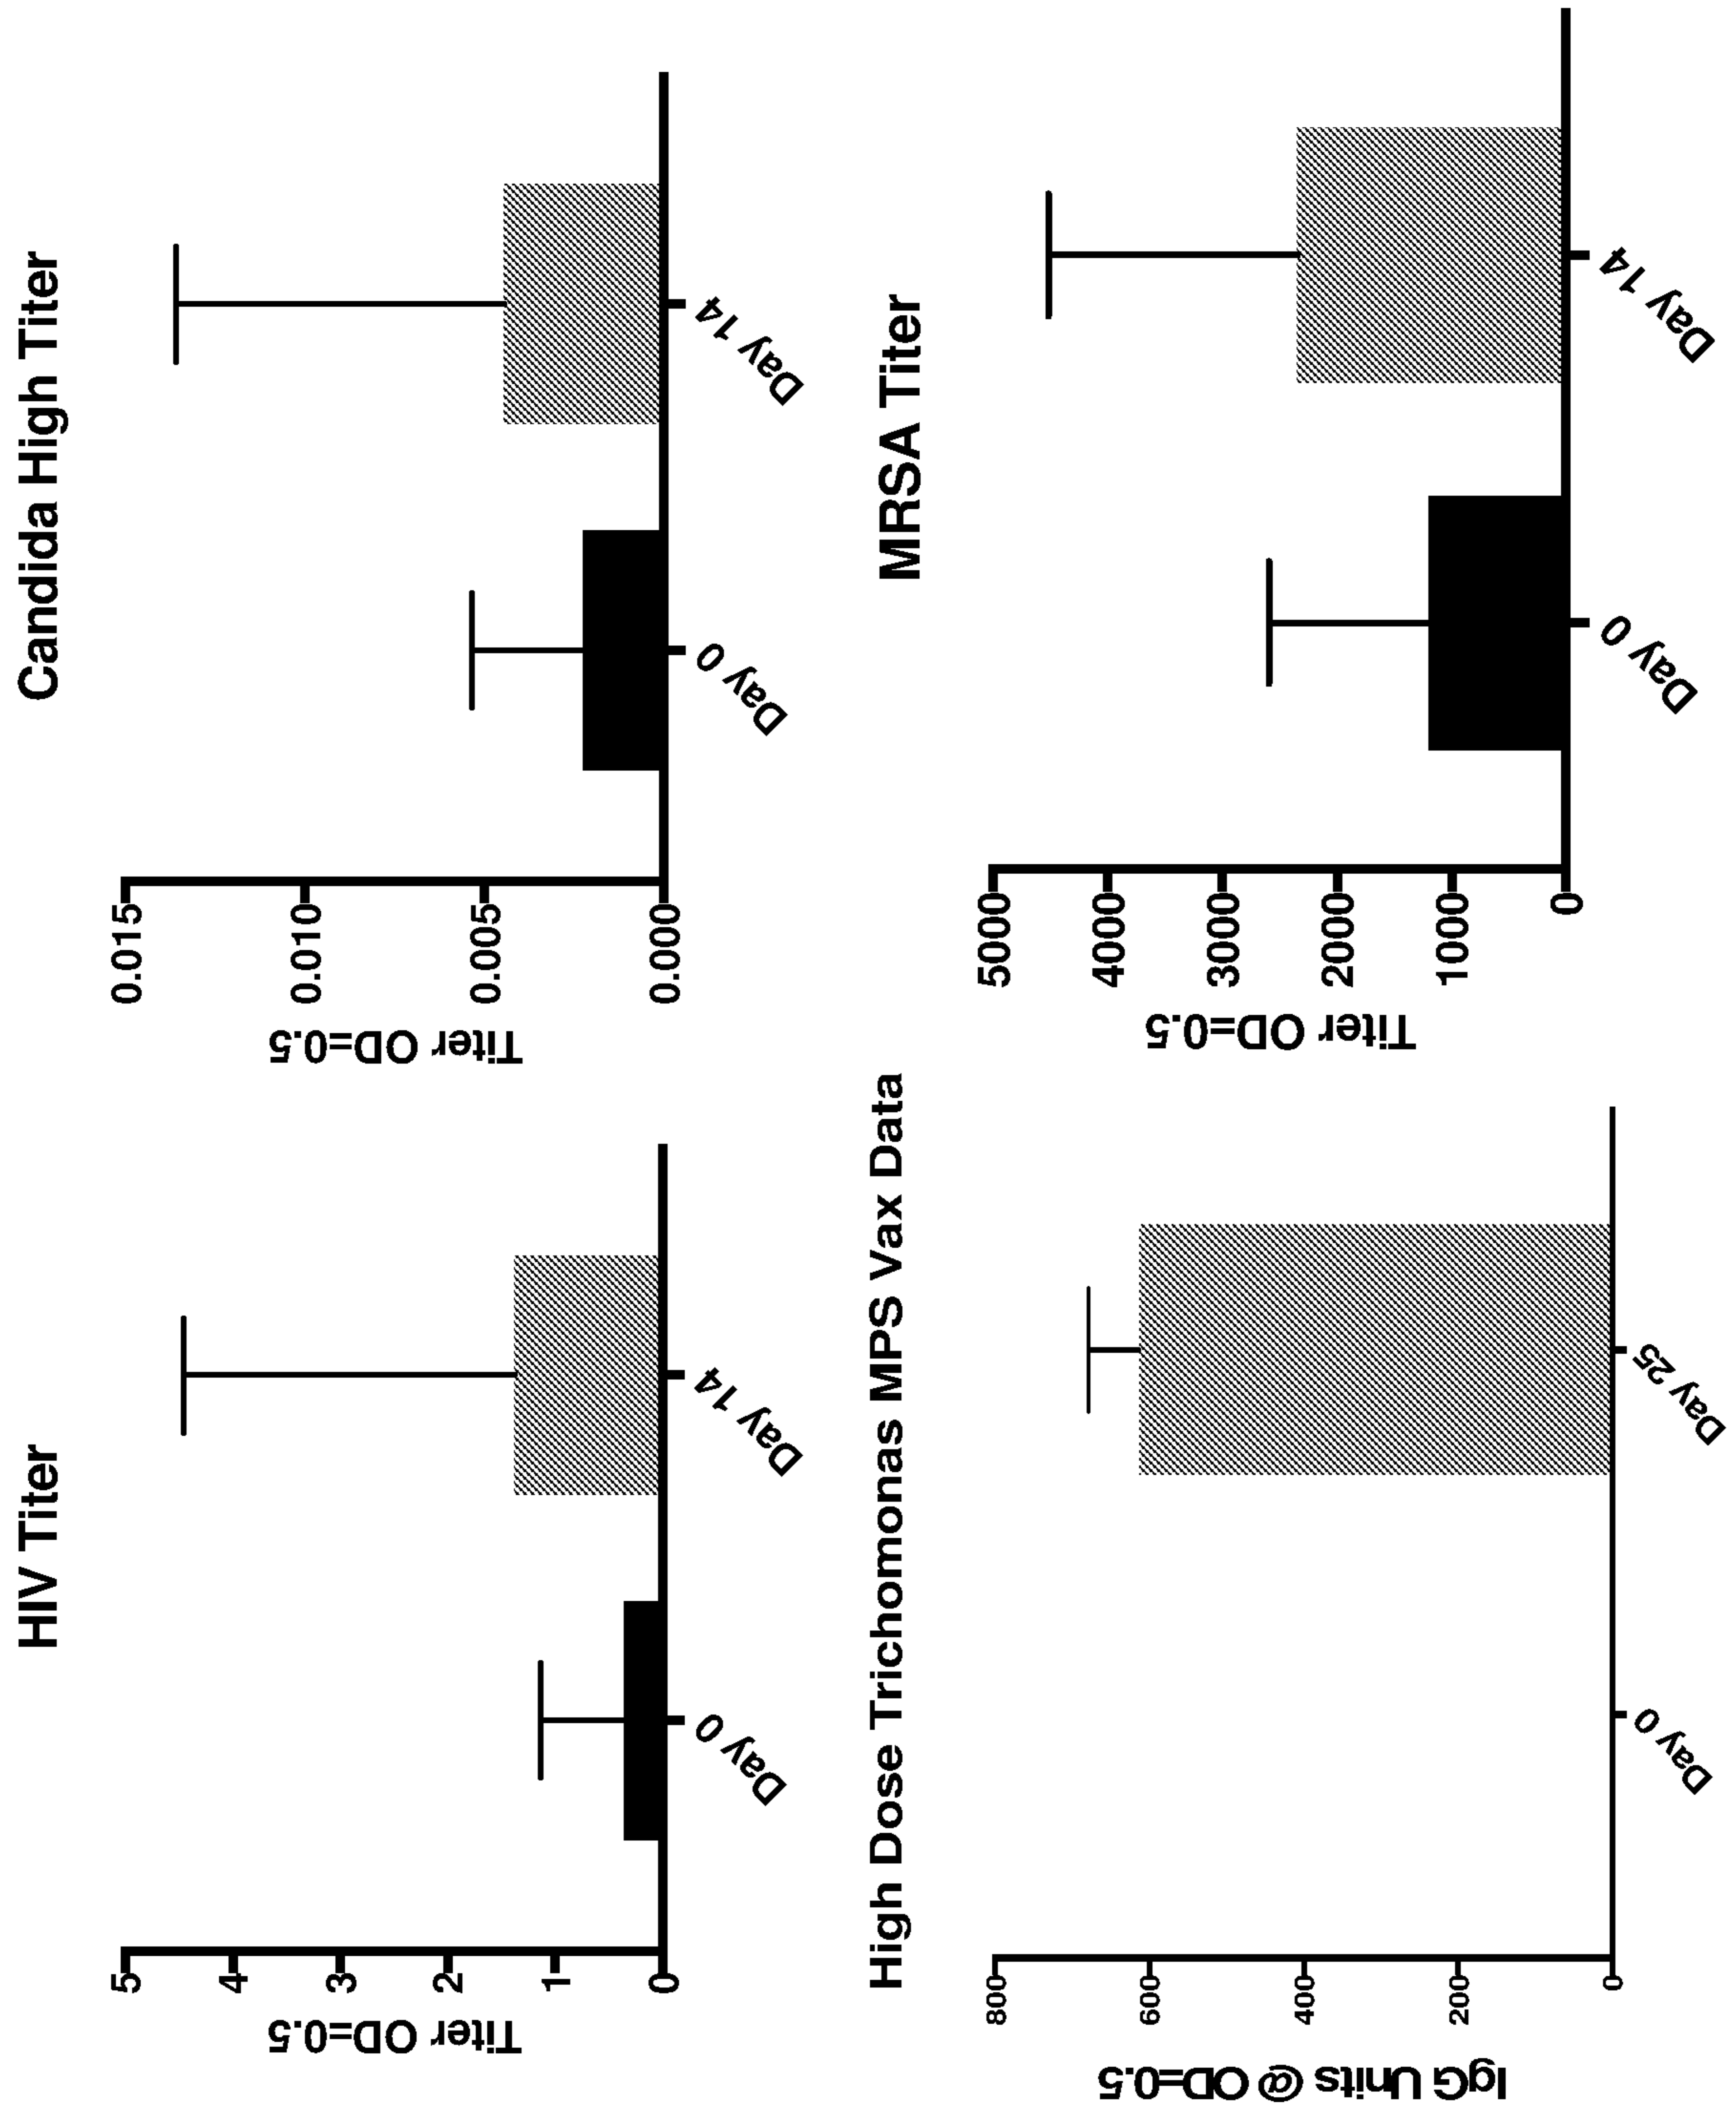 HIV Titer
Titer OD=0.5
5
4
3
2
1
0
Day 0
Day 14
Candida High Titer
Titer OD=0.5
0.015
0.010
0.005
0.000
Day 0
Day 14
High Dose Trichomonas MPS Vax Data
IgG Units @ OD=0.5
800
600
400
200
0
Day 0
Day 25
MRSA Titer
Titer OD=0.5
5000
4000
3000
2000
1000
0
Day 0
Day 14